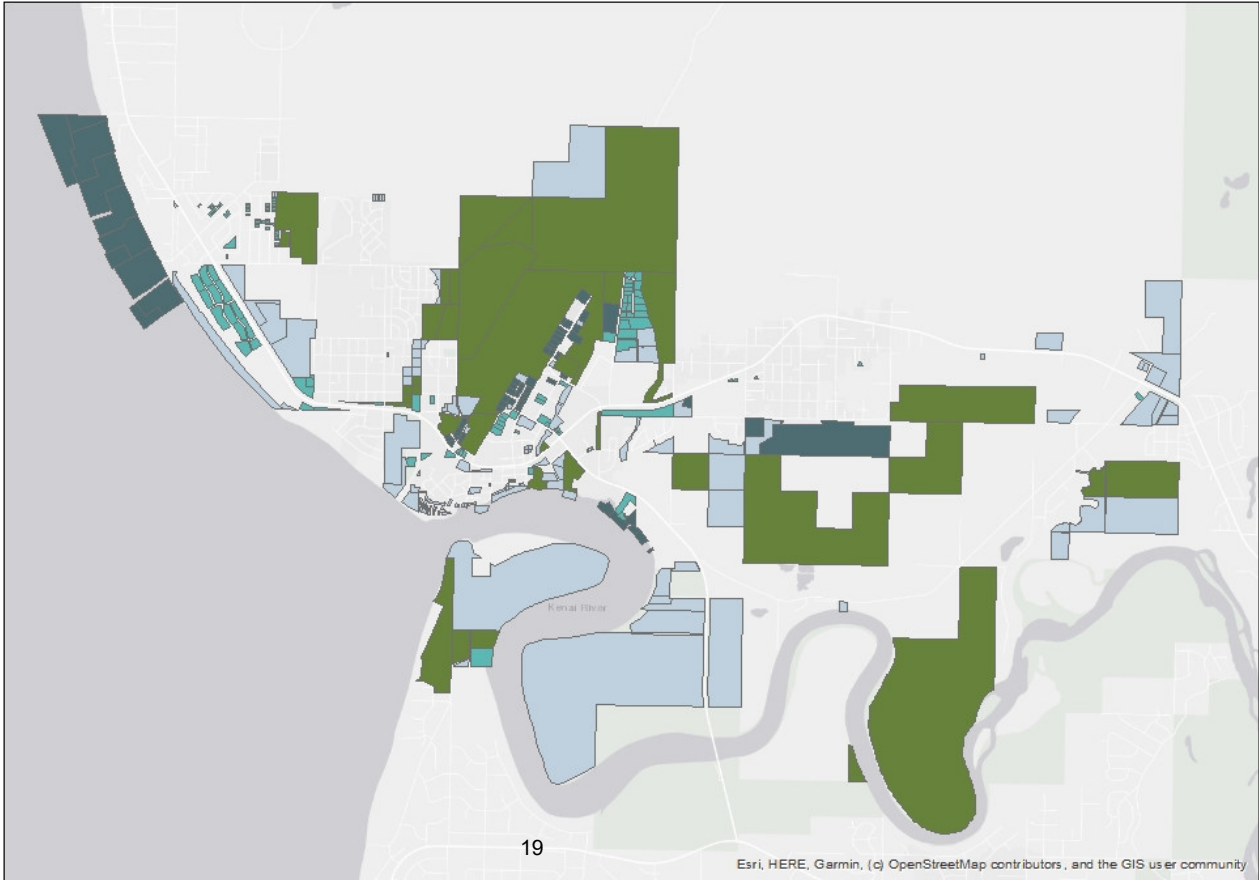 Kenai River
19
Esri, HERE, Garmin, (c) OpenStreetMap contributors, and the GIS user community